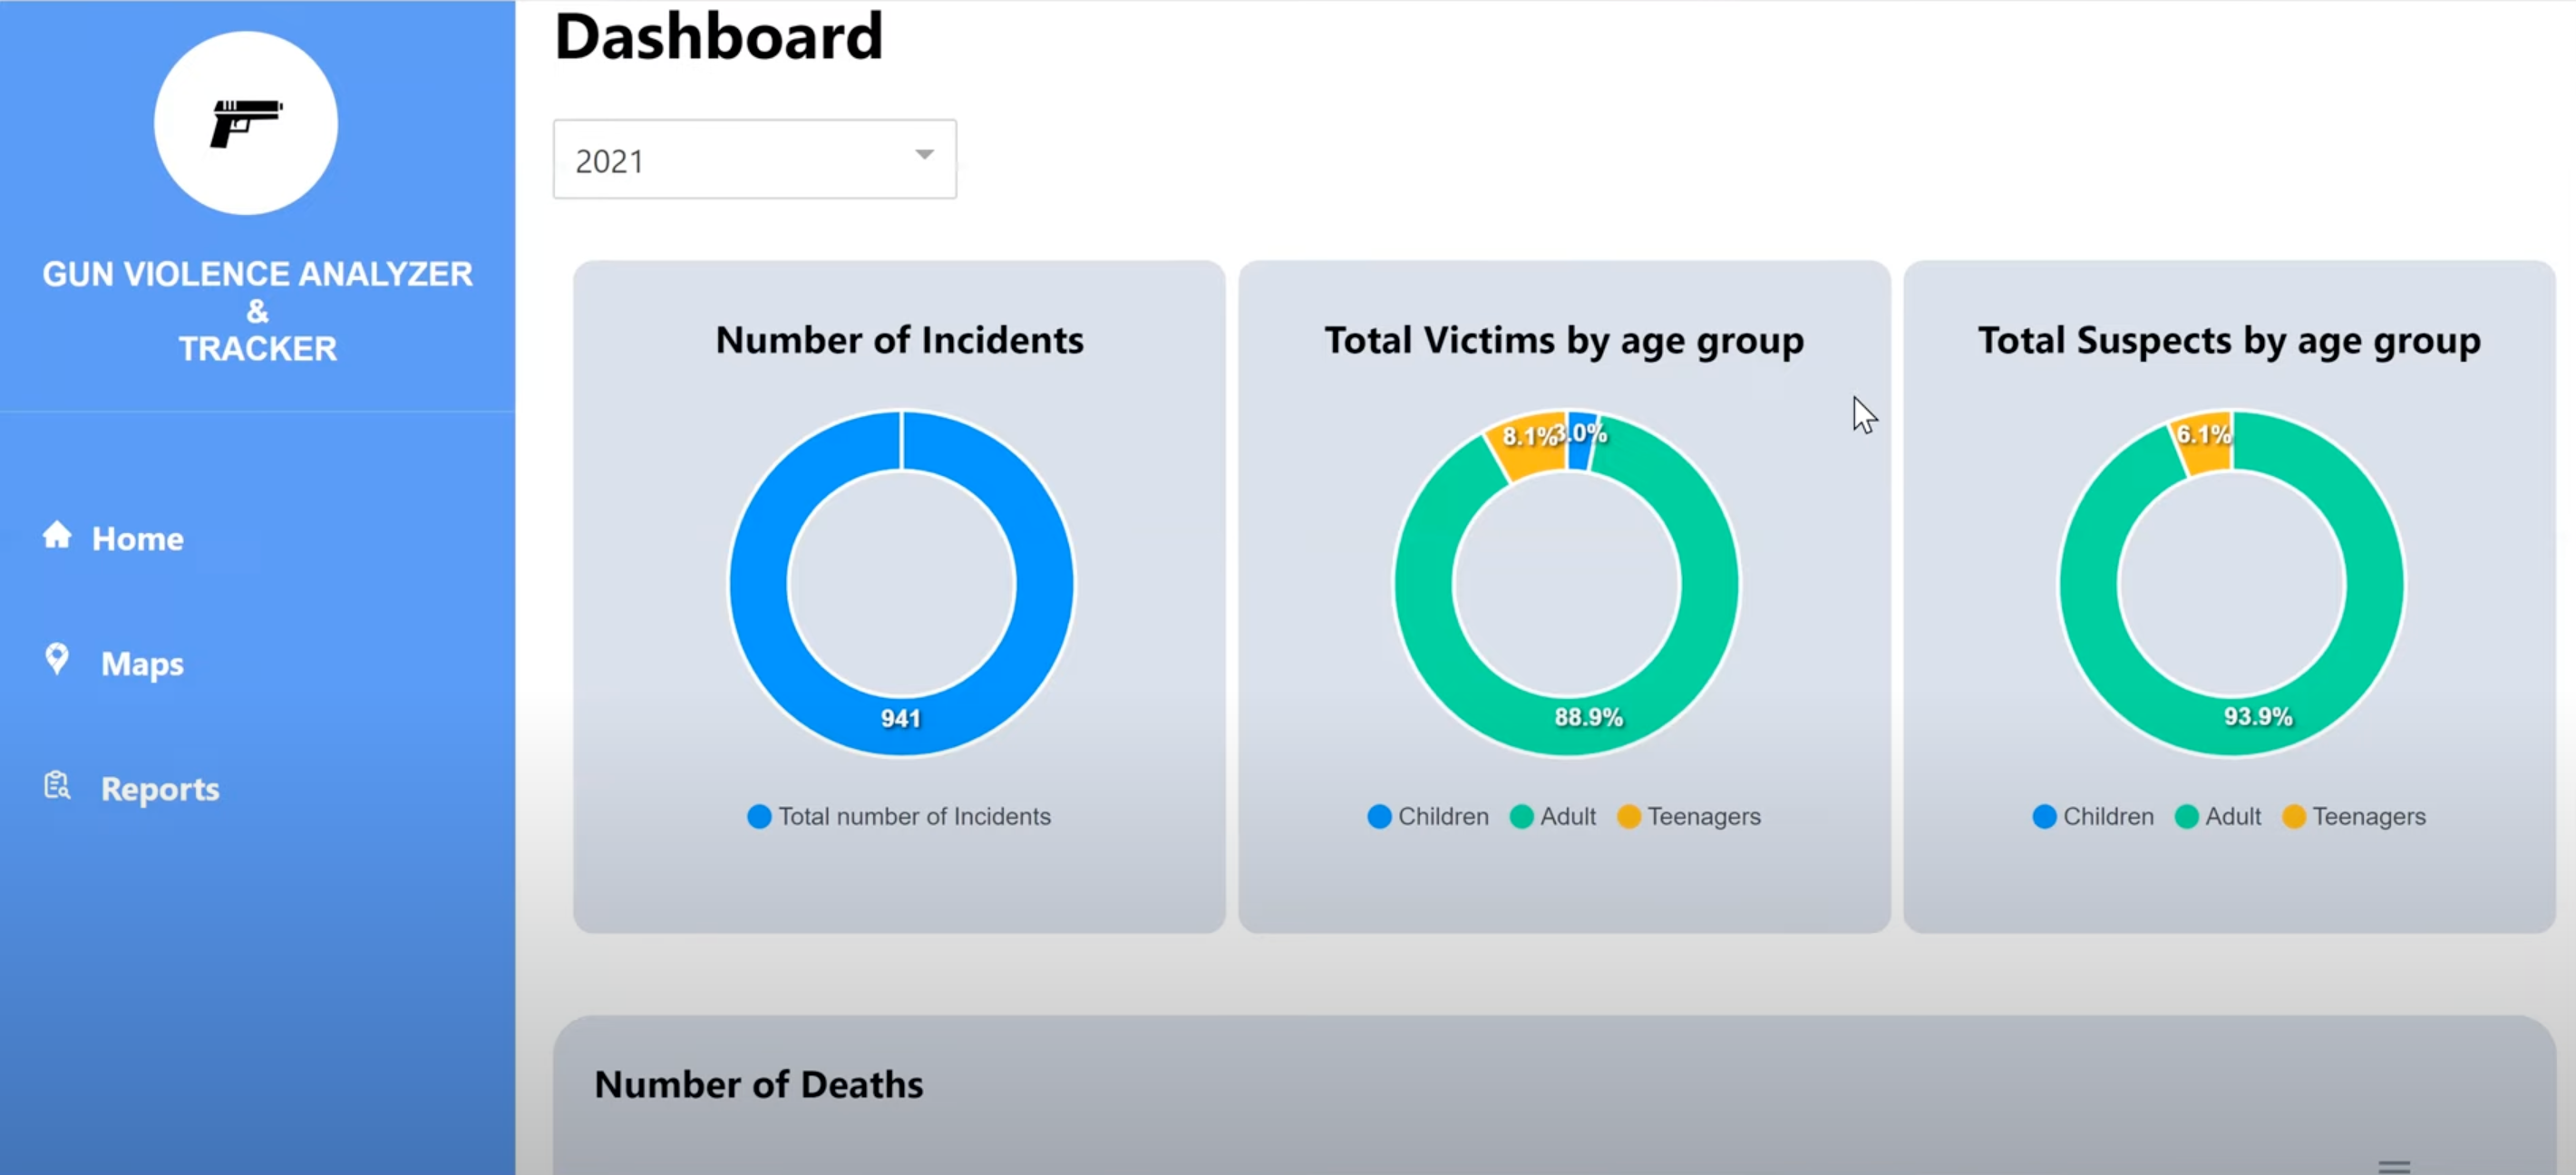 GUN VIOLENCE ANALYZER
&
TRACKER
Home
Maps
Reports
Dashboard
2021
Number of Incidents
941
Total number of Incidents
Total Victims by age group
8.1%
3.0%
88.9%
Children Adult Teenagers
Total Suspects by age group
6.1%
93.9%
Children Adult Teenagers
Number of Deaths